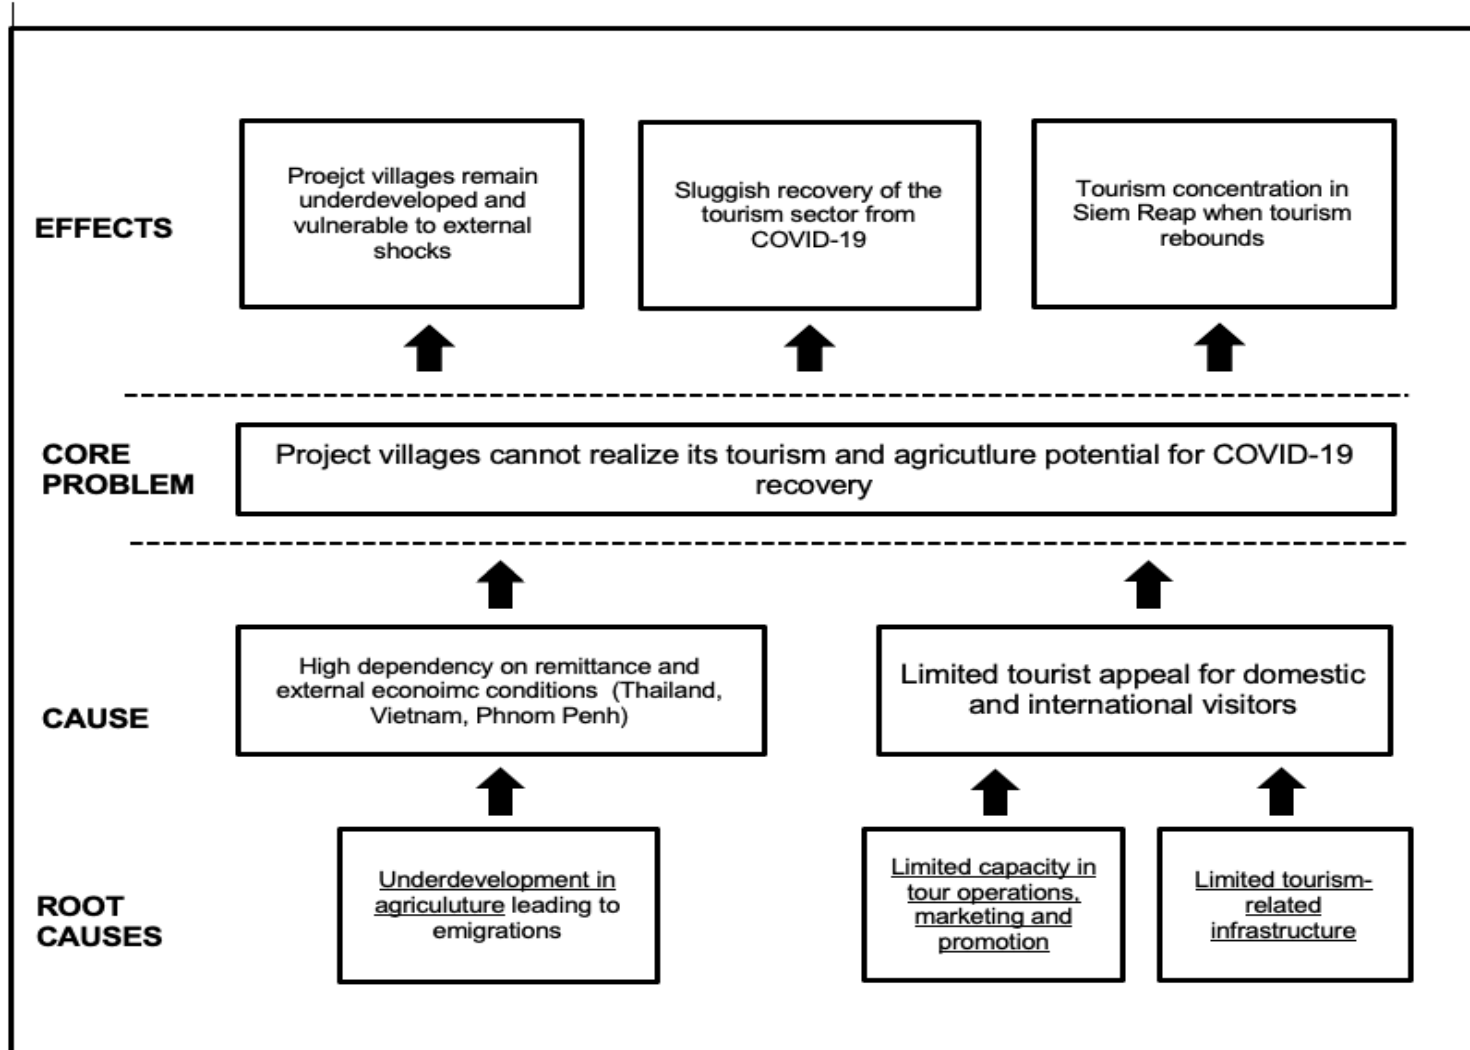 EFFECTS
Proejct villages remain
underdeveloped and
vulnerable to external
shocks
Sluggish recovery of the
tourism sector from
COVID-19
Tourism concentration in
Siem Reap when tourism
rebounds
CORE
PROBLEM
Project villages cannot realize its tourism and agricutlure potential for COVID-19
recovery
CAUSE
High dependency on remittance and
external econoimc conditions (Thailand,
Vietnam, Phnom Penh)
Limited tourist appeal for domestic
and international visitors
ROOT
CAUSES
Underdevelopment in
agriculuture leading to
emigrations
Limited capacity in
tour operations,
marketing and
promotion
Limited tourism-
related
infrastructure